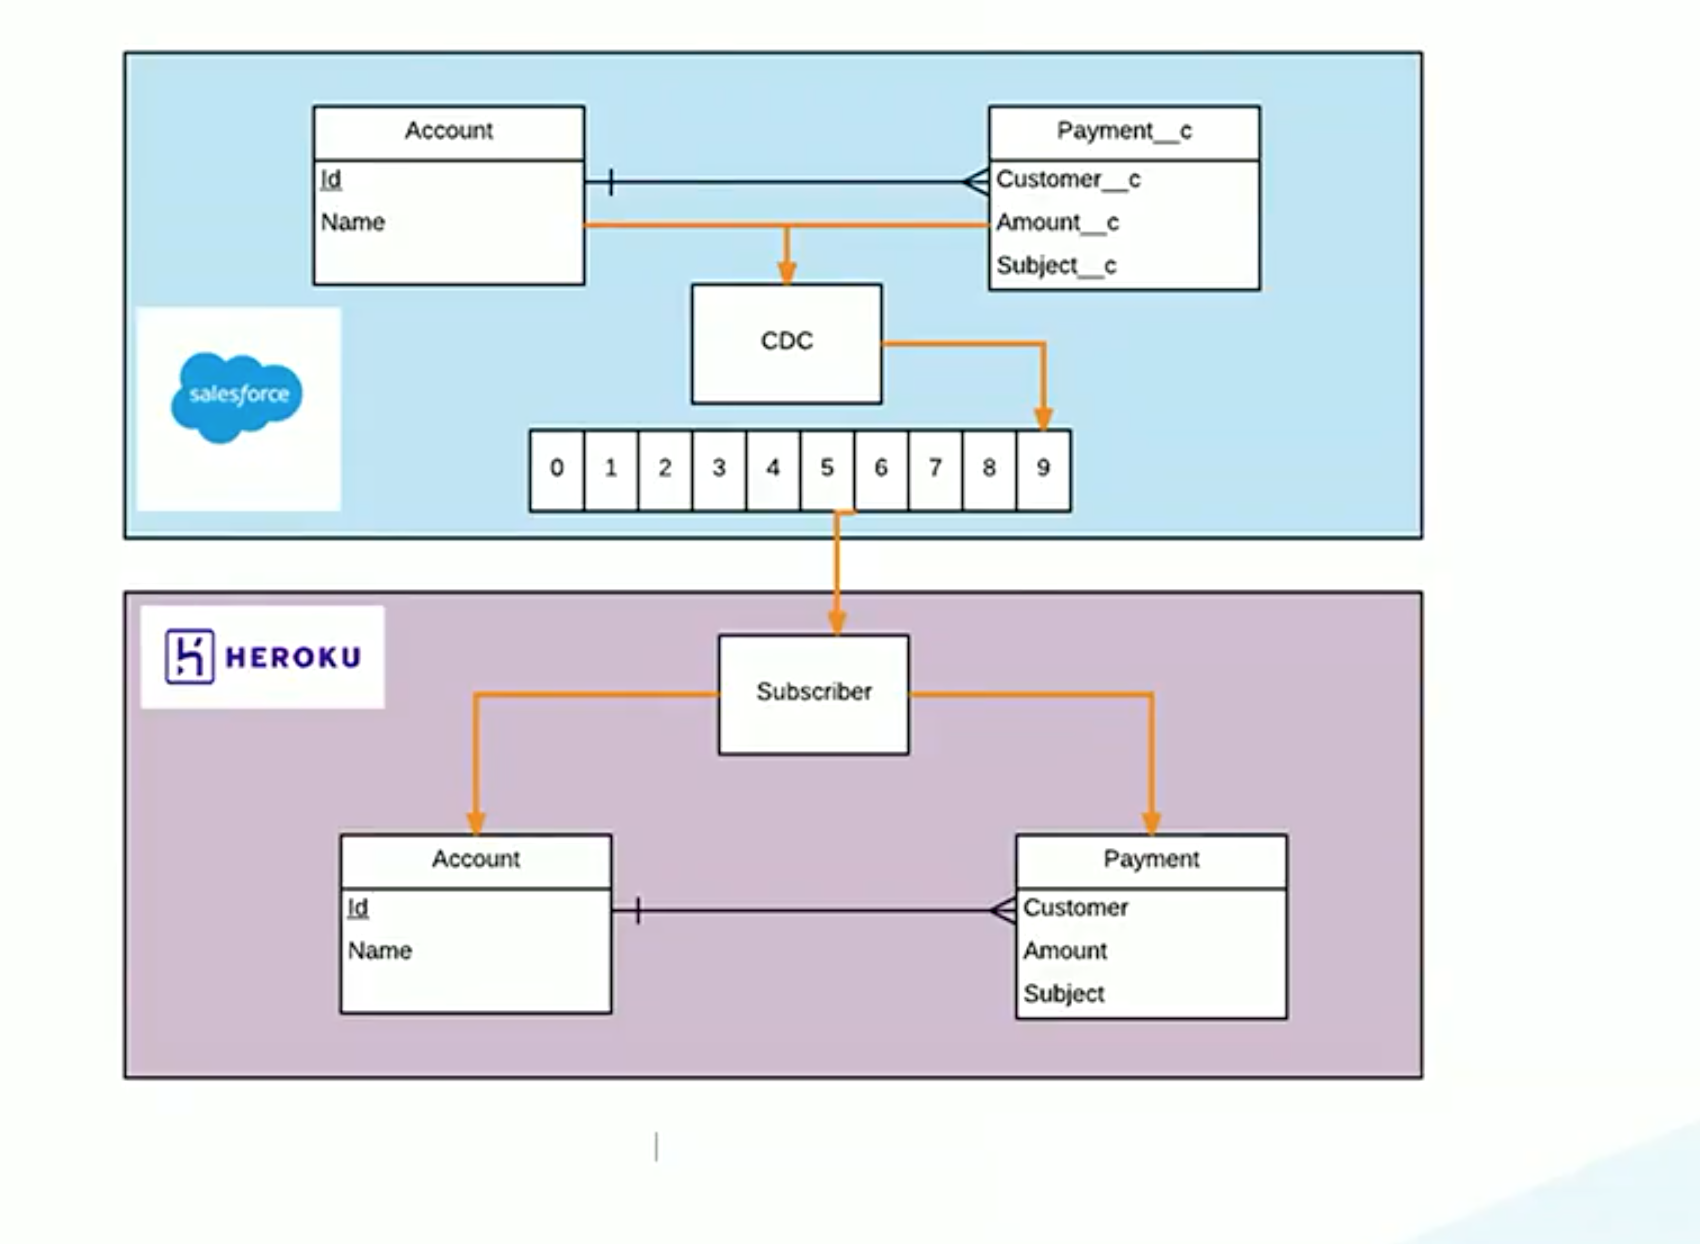 Account
Id
Name
Payment__c
Customer__c
Amount__c
Subject__c
CDC
salesforce
0 1 2 3 4 5 6 7 8 9
HEROKU
Subscriber
Account
Id
Name
Payment
Customer
Amount
Subject